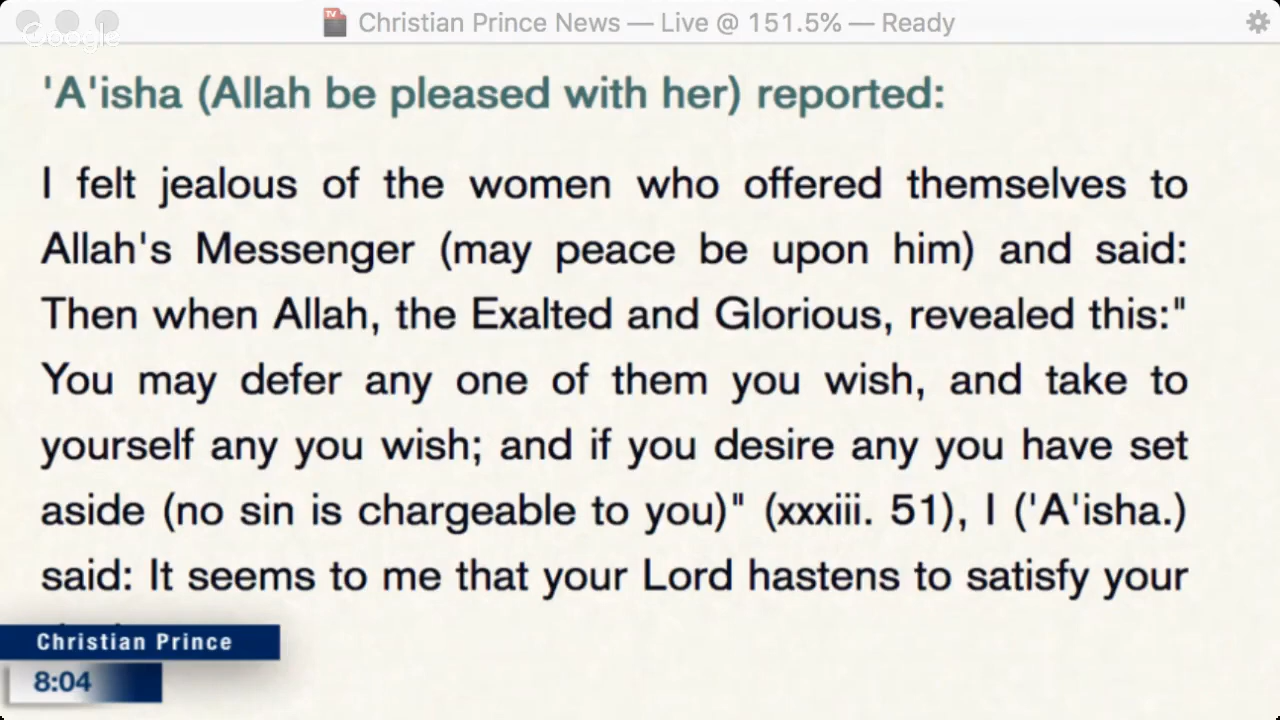 Christian Prince News — Live @ 151.5% — Ready
Google
'A'isha (Allah be pleased with her) reported:
I felt jealous of the women who offered themselves to
Allah's Messenger (may peace be upon him) and said:
Then when Allah, the Exalted and Glorious, revealed this:"
You may defer any one of them you wish, and take to
yourself any you wish; and if you desire any you have set
aside (no sin is chargeable to you)" (xxxiii. 51), I ('A'isha.)
said: It seems to me that your Lord hastens to satisfy your
Christian Prince
8:04